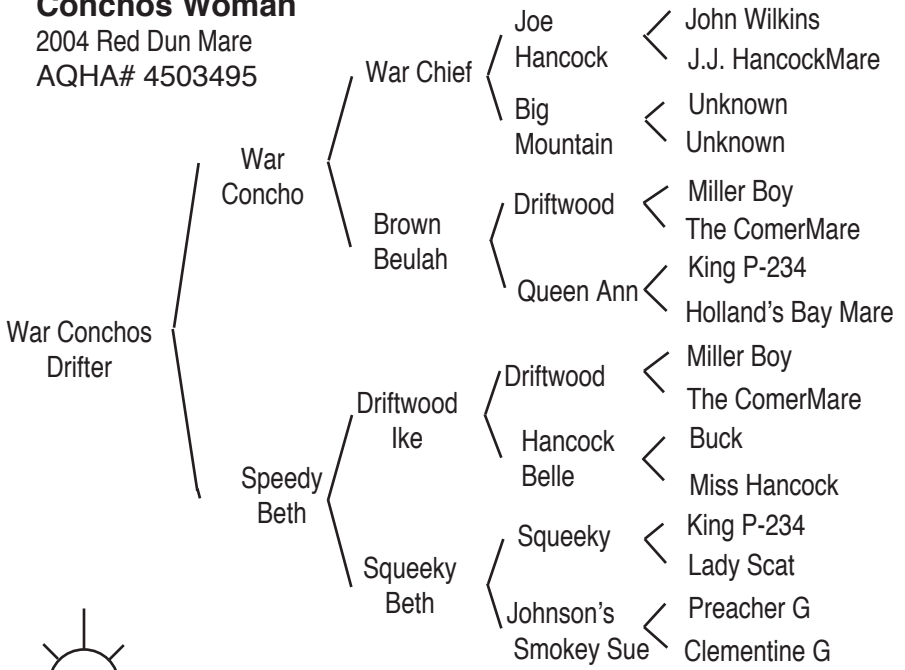 Conchos Woman
2004 Red Dun Mare
AQHA# 4503495
War Conchos
Drifter
War
Concho
Speedy
Beth
War Chief
Brown
Beulah
Driftwood
Ike
Squeeky
Beth
Joe
Hancock
Big
Mountain
Driftwood
Queen Ann
Driftwood
Hancock
Belle
Squeeky
Johnson's
Smokey Sue
John Wilkins
J.J. HancockMare
Unknown
Unknown
Miller Boy
The ComerMare
King P-234
Holland's Bay Mare
Miller Boy
The ComerMare
Buck
Miss Hancock
King P-234
Lady Scat
Preacher G
Clementine G